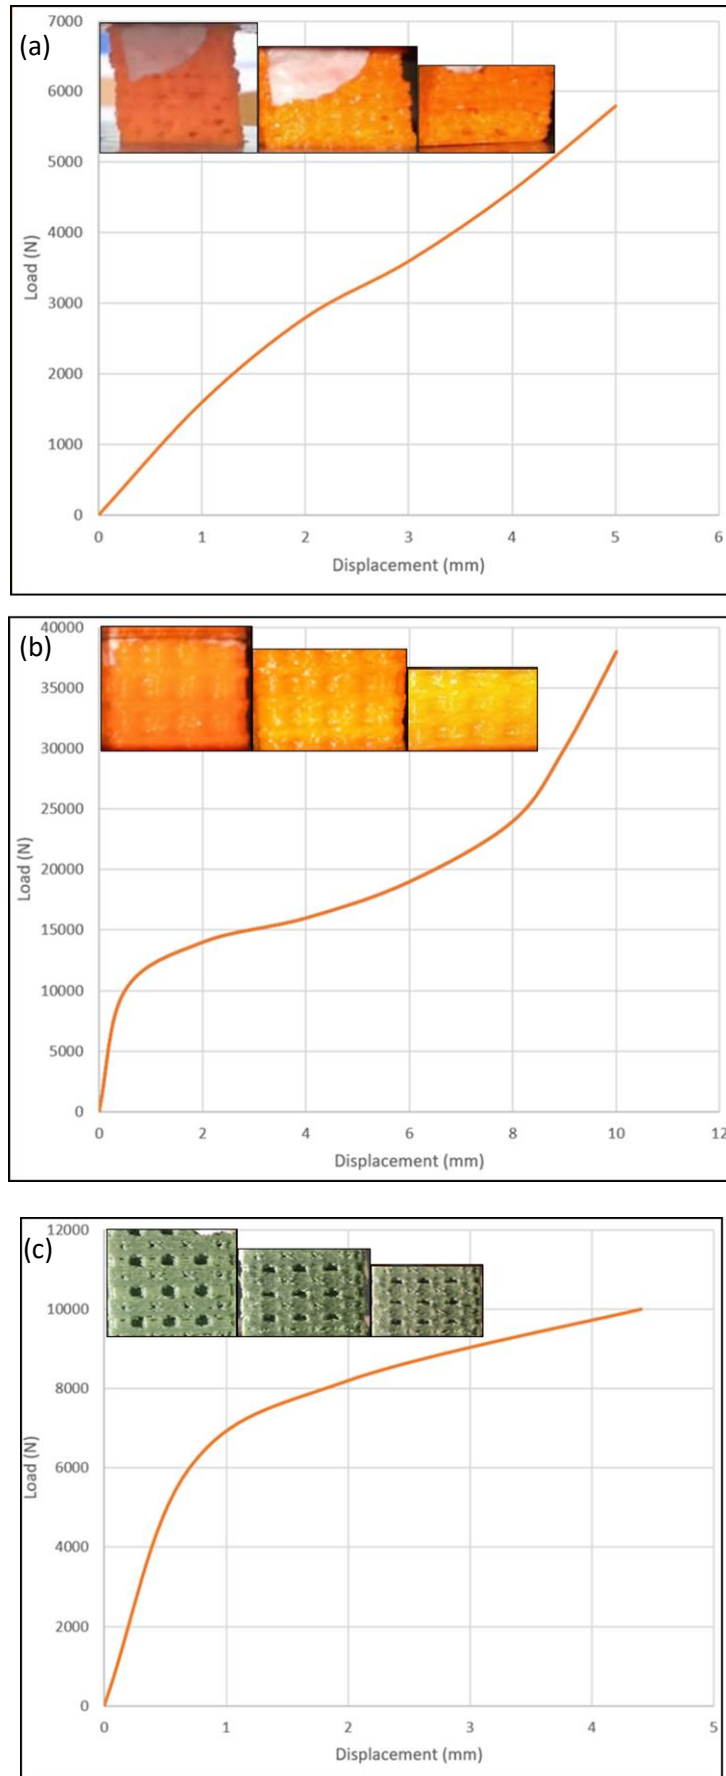 (a)
7000
6000
5000
4000
3000
2000
1000
0
Load (N)
0 1 2 3 4 5 6
Displacement (mm)
(b)
40000
35000
30000
25000
20000
15000
10000
5000
0
Load (N)
0 2 4 6 8 10 12
Displacement (mm)
(c)
12000
10000
8000
6000
4000
2000
0
Load (N)
0 1 2 3 4 5
Displacement (mm)